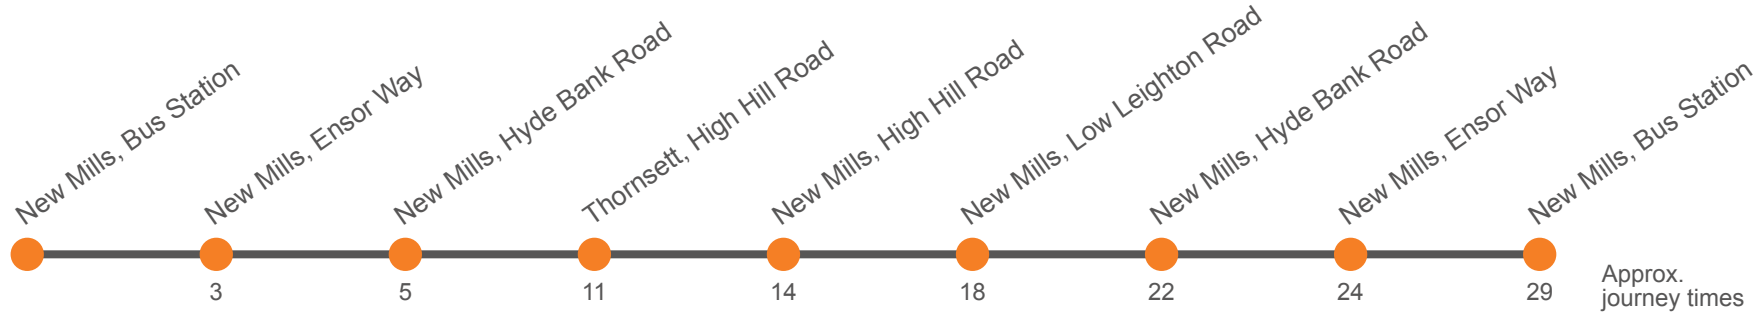 New Mills, Bus Station
New Mills, Ensor Way
New Mills, Hyde Bank Road
Thornsett, High Hill Road
New Mills, High Hill Road
New Mills, Low Leighton Road
New Mills, Hyde Bank Road
New Mills, Ensor Way
New Mills, Bus Station
3
5
11
14
18
22
24
29
Approx.
journey times